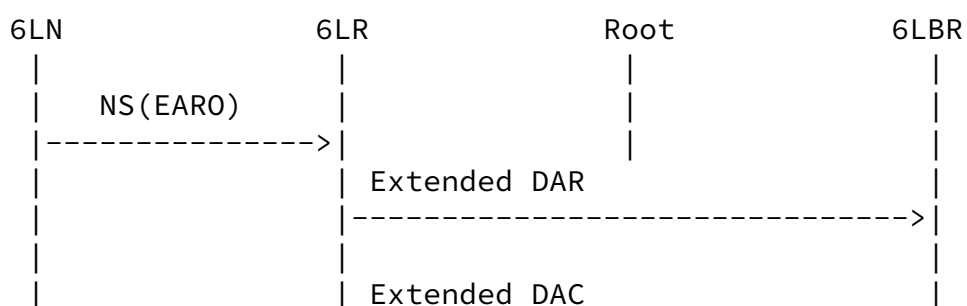 6LN 6LR Root 6LBR
NS(EARO)
Extended DAR
Extended DAC